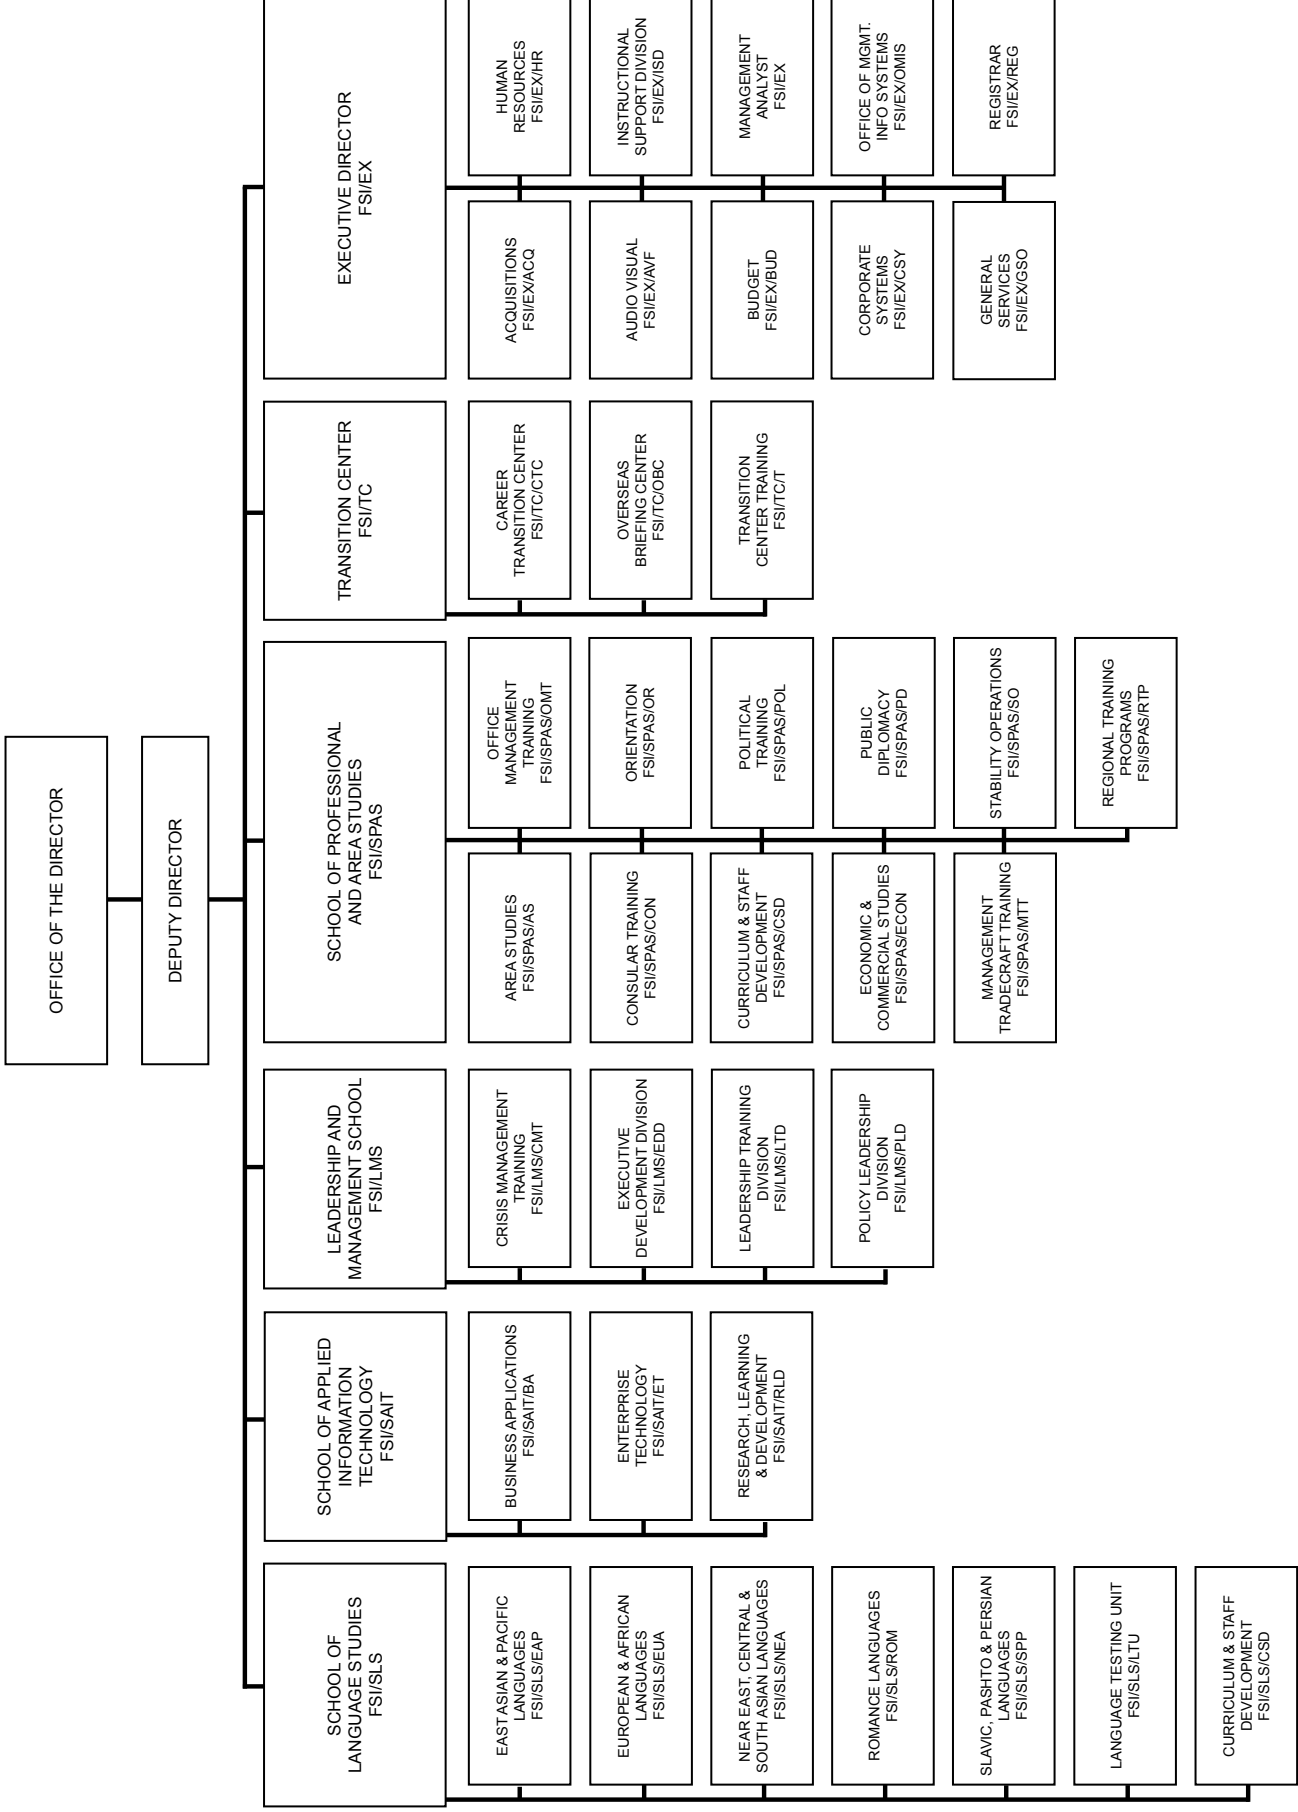 OFFICE OF THE DIRECTOR
DEPUTY DIRECTOR
SCHOOL OF
LANGUAGE STUDIES
FSI/SLS
EAST ASIAN & PACIFIC
LANGUAGES
FSI/SLS/EAP
EUROPEAN & AFRICAN
LANGUAGES
FSI/SLS/EUA
NEAR EAST, CENTRAL &
SOUTH ASIAN LANGUAGES
FSI/SLS/NEA
ROMANCE LANGUAGES
FSI/SLS/ROM
SLAVIC, PASHTO & PERSIAN
LANGUAGES
FSI/SLS/SPP
LANGUAGE TESTING UNIT
FSI/SLS/LTU
CURRICULUM & STAFF
DEVELOPMENT
FSI/SLS/CSD
SCHOOL OF APPLIED
INFORMATION
TECHNOLOGY
FSI/SAIT
BUSINESS APPLICATIONS
FSI/SAIT/BA
ENTERPRISE
TECHNOLOGY
FSI/SAIT/ET
RESEARCH, LEARNING
& DEVELOPMENT
FSI/SAIT/RLD
LEADERSHIP AND
MANAGEMENT SCHOOL
FSI/LMS
CRISIS MANAGEMENT
TRAINING
FSI/LMS/CMT
EXECUTIVE
DEVELOPMENT DIVISION
FSI/LMS/EDD
LEADERSHIP TRAINING
DIVISION
FSI/LMS/LTD
POLICY LEADERSHIP
DIVISION
FSI/LMS/PLD
SCHOOL OF PROFESSIONAL
AND AREA STUDIES
FSI/SPAS
AREA STUDIES
FSI/SPAS/AS
OFFICE
MANAGEMENT
TRAINING
FSI/SPAS/OMT
CONSULAR TRAINING
FSI/SPAS/CON
ORIENTATION
FSI/SPAS/OR
CURRICULUM & STAFF
DEVELOPMENT
FSI/SPAS/CSD
POLITICAL
TRAINING
FSI/SPAS/POL
ECONOMIC &
COMMERCIAL STUDIES
FSI/SPAS/ECON
PUBLIC
DIPLOMACY
FSI/SPAS/PD
MANAGEMENT
TRADECRAFT TRAINING
FSI/SPAS/MTT
STABILITY OPERATIONS
FSI/SPAS/SO
REGIONAL TRAINING
PROGRAMS
FSI/SPAS/RTP
TRANSITION CENTER
FSI/TC
CAREER
TRANSITION CENTER
FSI/TC/CTC
OVERSEAS
BRIEFING CENTER
FSI/TC/OBC
TRANSITION
CENTER TRAINING
FSI/TC/T
EXECUTIVE DIRECTOR
FSI/EX
ACQUISITIONS
FSI/EX/ACQ
HUMAN
RESOURCES
FSI/EX/HR
AUDIO VISUAL
FSI/EX/AVF
INSTRUCTIONAL
SUPPORT DIVISION
FSI/EX/ISD
BUDGET
FSI/EX/BUD
MANAGEMENT
ANALYST
FSI/EX
CORPORATE
SYSTEMS
FSI/EX/CSY
OFFICE OF MGMT.
INFO SYSTEMS
FSI/EX/OMIS
GENERAL
SERVICES
FSI/EX/GSO
REGISTRAR
FSI/EX/REG